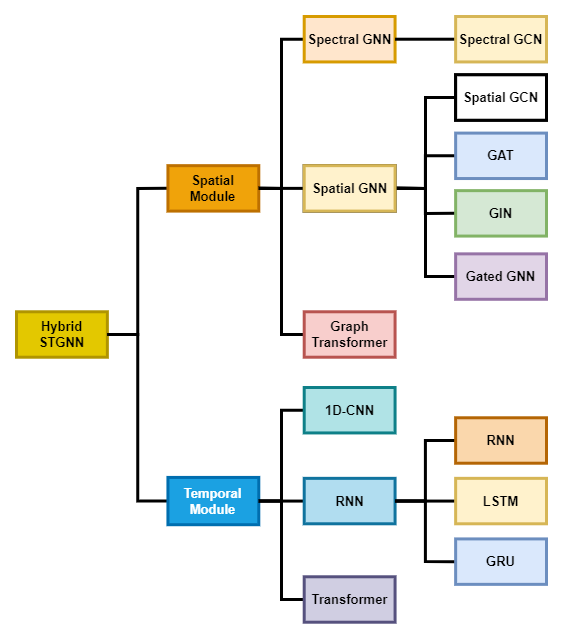 Spectral GNN
Spectral GCN
Spatial GCN
GAT
Spatial
Module
Spatial GNN
GIN
Gated GNN
Hybrid
STGNN
Graph
Transformer
1D-CNN
RNN
Temporal
Module
RNN
LSTM
GRU
Transformer